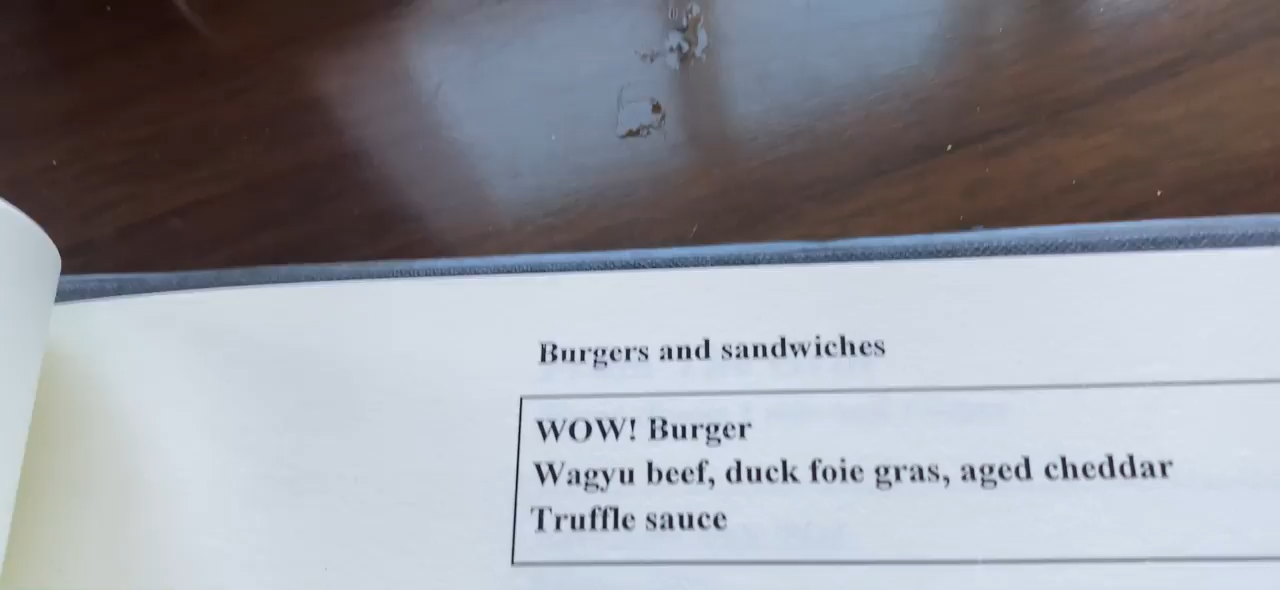 Burgers and sandwiches
WOW! Burger
Wagyu beef, duck foie gras, aged cheddar
Truffle sauce